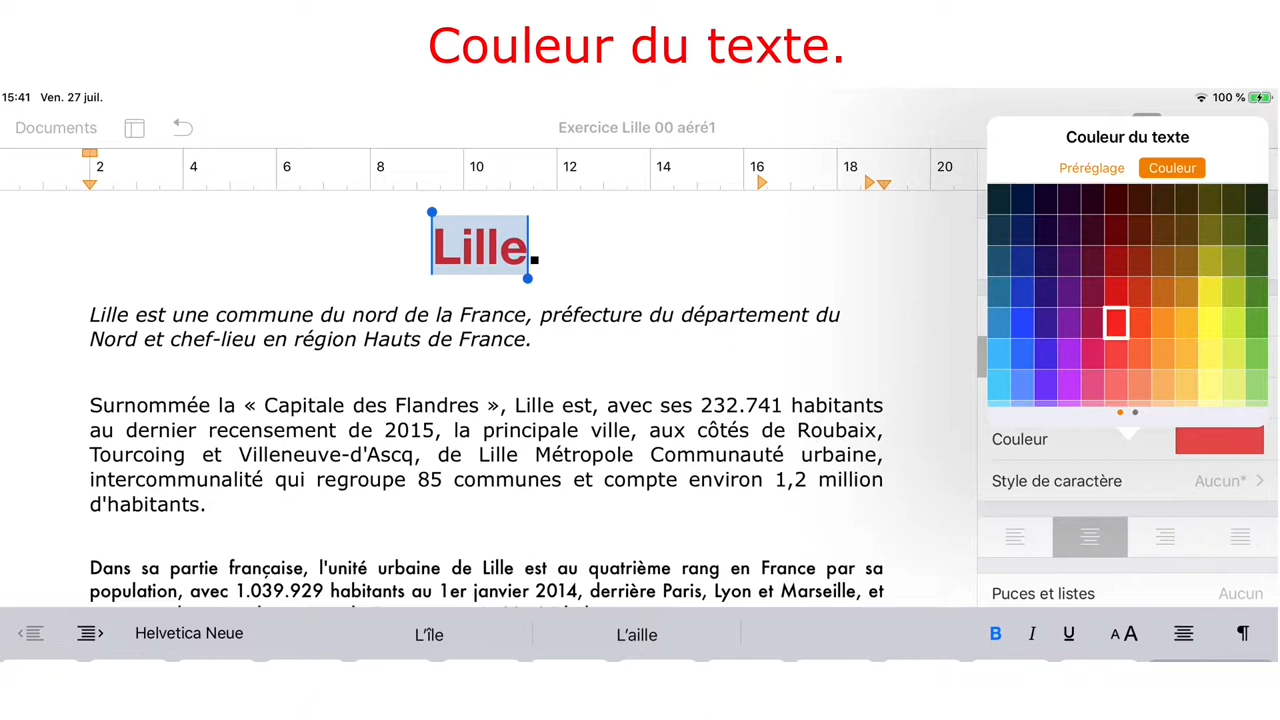 Couleur du texte.
15:41 Ven. 27 juil.
100 %
Documents
Exercice Lille 00 aéré1
2 4 6 8 10 12 14 16 18 20
Couleur du texte
Préréglage Couleur
Lille.
Lille est une commune du nord de la France, préfecture du département du
Nord et chef-lieu en région Hauts de France.
Surnommée la « Capitale des Flandres », Lille est, avec ses 232.741 habitants
au dernier recensement de 2015, la principale ville, aux côtés de Roubaix,
Tourcoing et Villeneuve-d'Ascq, de Lille Métropole Communauté urbaine,
intercommunalité qui regroupe 85 communes et compte environ 1,2 million
d'habitants.
Dans sa partie française, l'unité urbaine de Lille est au quatrième rang en France par sa
population, avec 1.039.929 habitants au 1er janvier 2014, derrière Paris, Lyon et Marseille, et
Couleur
Style de caractère Aucun*
Puces et listes Aucun
Helvetica Neue L'île L'aille B I U A A ¶